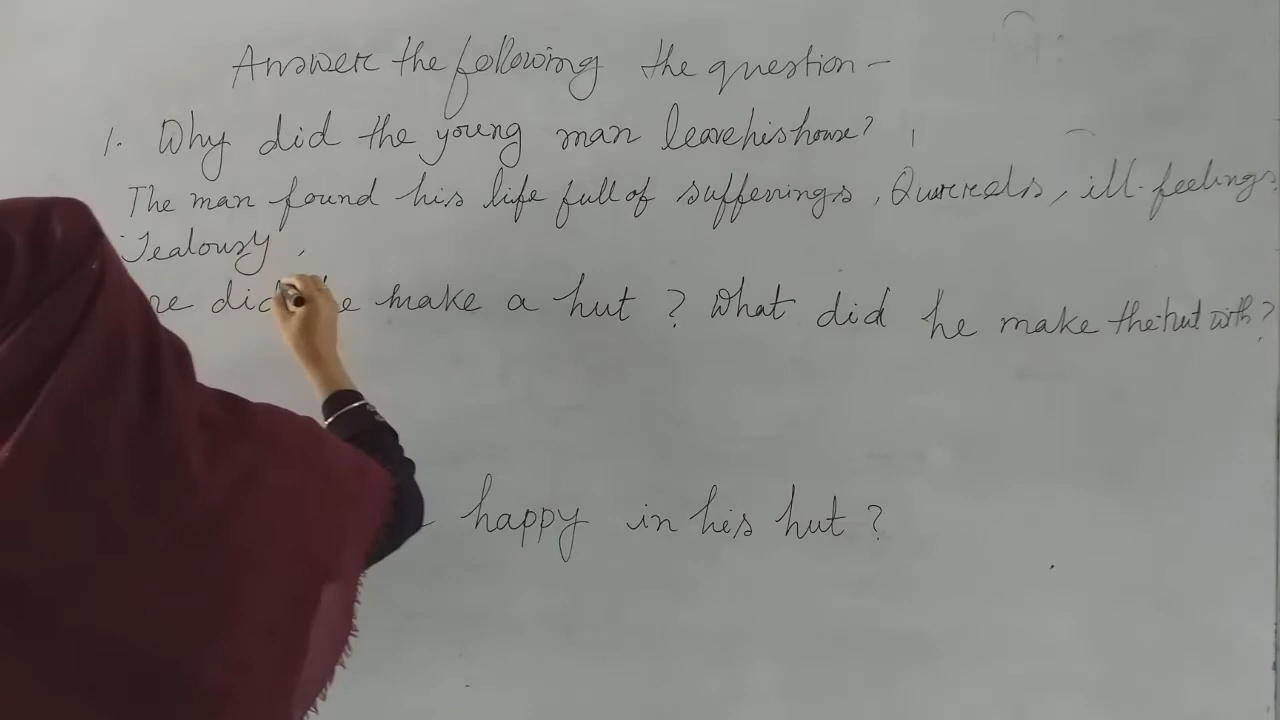 Answer the following the question -
1. Why did the young man leave his house?
The man found his life full of sufferings, Quarrels, ill-feelings
Jealousy,
did make a hut ? What did he make the hut with?
happy in his hut ?